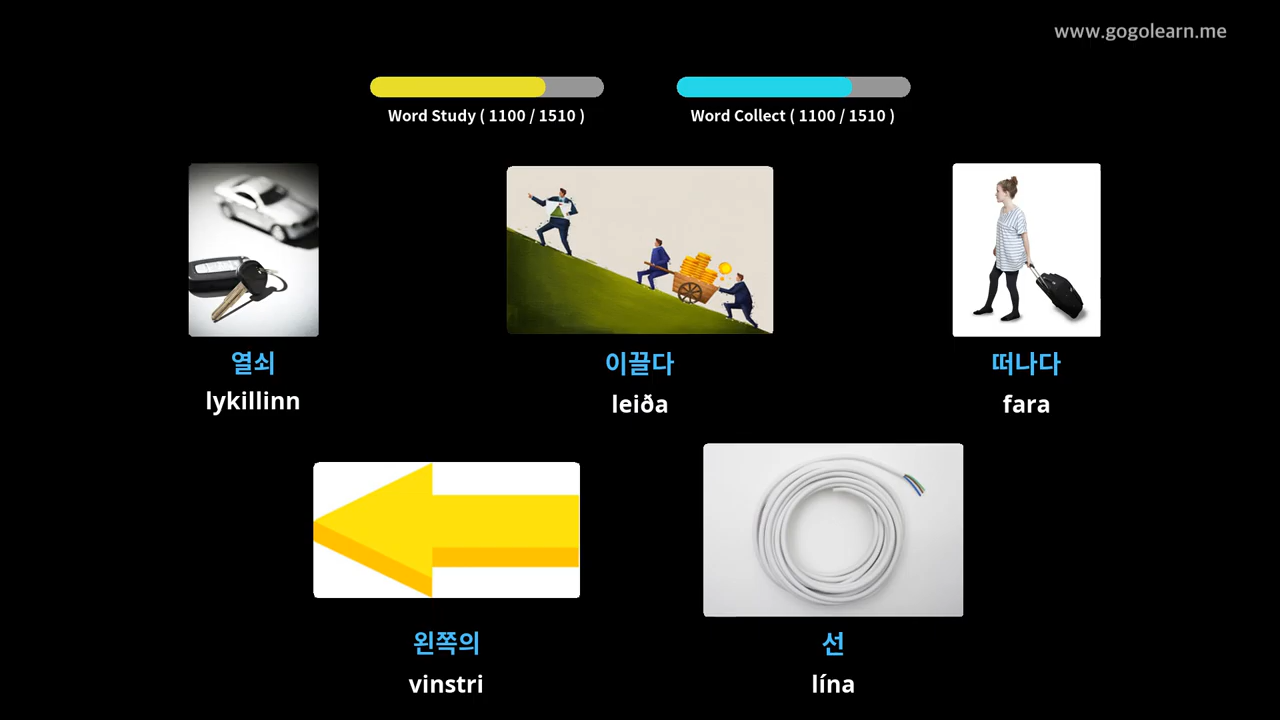 www.gogolearn.me
Word Study ( 1100 / 1510 )
Word Collect ( 1100 / 1510 )
열쇠
lykillinn
이끌다
leiða
떠나다
fara
왼쪽의
vinstri
선
lína